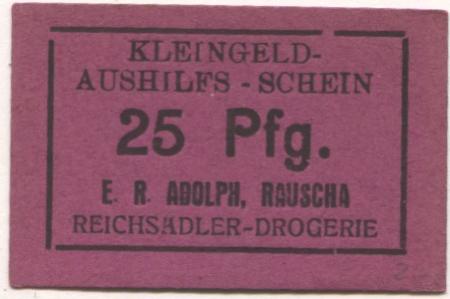 KLEINGELD-
AUSHILFS - SCHEIN
25 Pfg.
E. R. ADOLPH, RAUSCHA
REICHSADLER-DROGERIE